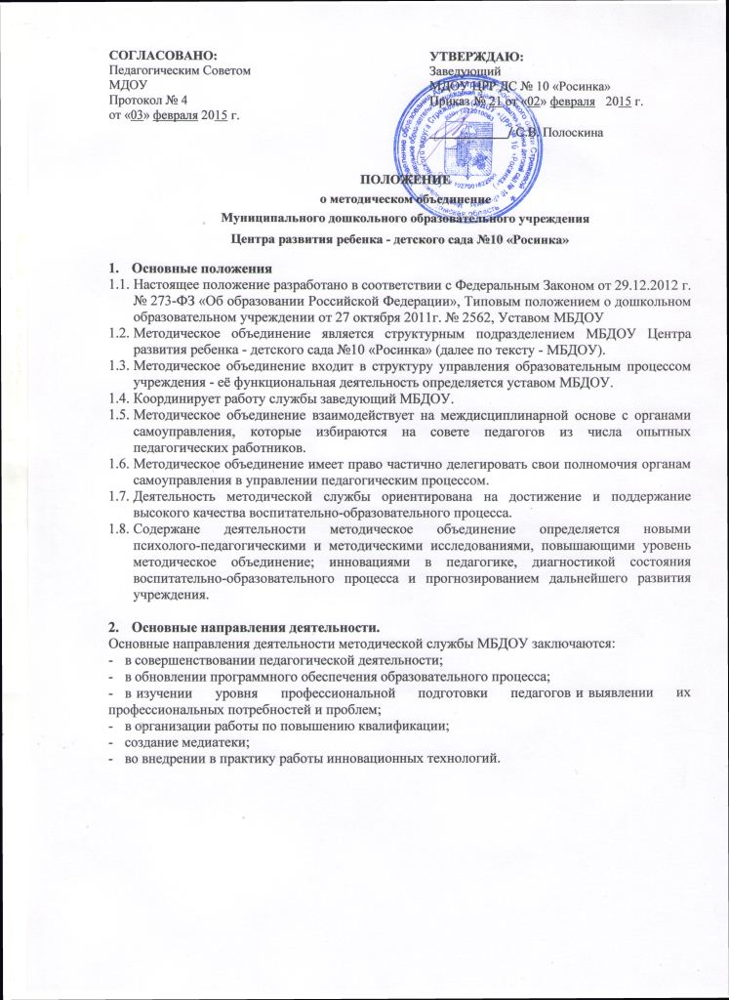 СОГЛАСОВАНО:
Педагогическим Советом
МДОУ
Протокол № 4
от «03» февраля 2015 г.
УТВЕРЖДАЮ:
Заведующий
МДОУ ЦРР ДС № 10 «Росинка»
Приказ № 21 от «02» февраля 2015 г.
/ С.В. Полоскина
ПОЛОЖЕНИЕ
о методическом объединение
Муниципального дошкольного образовательного учреждения
Центра развития ребенка - детского сада №10 «Росинка»
1. Основные положения
1.1. Настоящее положение разработано в соответствии с Федеральным Законом от 29.12.2012 г.
№ 273-ФЗ «Об образовании Российской Федерации», Типовым положением о дошкольном
образовательном учреждении от 27 октября 2011г. № 2562, Уставом МБДОУ
1.2. Методическое объединение является структурным подразделением МБДОУ Центра
развития ребенка - детского сада №10 «Росинка» (далее по тексту - МБДОУ).
1.3. Методическое объединение входит в структуру управления образовательным процессом
учреждения - её функциональная деятельность определяется уставом МБДОУ.
1.4. Координирует работу службы заведующий МБДОУ.
1.5. Методическое объединение взаимодействует на междисциплинарной основе с органами
самоуправления, которые избираются на совете педагогов из числа опытных
педагогических работников.
1.6. Методическое объединение имеет право частично делегировать свои полномочия органам
самоуправления в управлении педагогическим процессом.
1.7. Деятельность методической службы ориентирована на достижение и поддержание
высокого качества воспитательно-образовательного процесса.
1.8. Содержане деятельности методическое объединение определяется новыми
психолого-педагогическими и методическими исследованиями, повышающими уровень
методическое объединение; инновациями в педагогике, диагностикой состояния
воспитательно-образовательного процесса и прогнозированием дальнейшего развития
учреждения.
2. Основные направления деятельности.
Основные направления деятельности методической службы МБДОУ заключаются:
- в совершенствовании педагогической деятельности;
- в обновлении программного обеспечения образовательного процесса;
- в изучении уровня профессиональной подготовки педагогов и выявлении их
профессиональных потребностей и проблем;
- в организации работы по повышению квалификации;
- создание медиатеки;
- во внедрении в практику работы инновационных технологий.